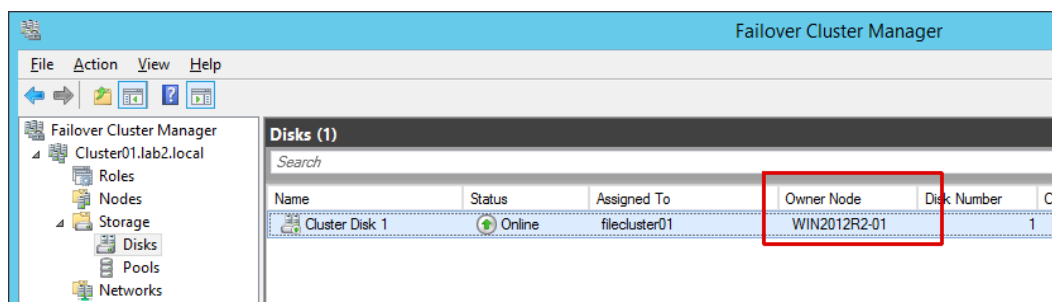 Failover Cluster Manager
File Action View Help
Failover Cluster Manager
Cluster01.lab2.local
Roles
Nodes
Storage
Disks
Pools
Networks
Disks (1)
Search
Name Status Assigned To Owner Node Disk Number
Cluster Disk 1 Online filecluster01 WIN2012R2-01 1